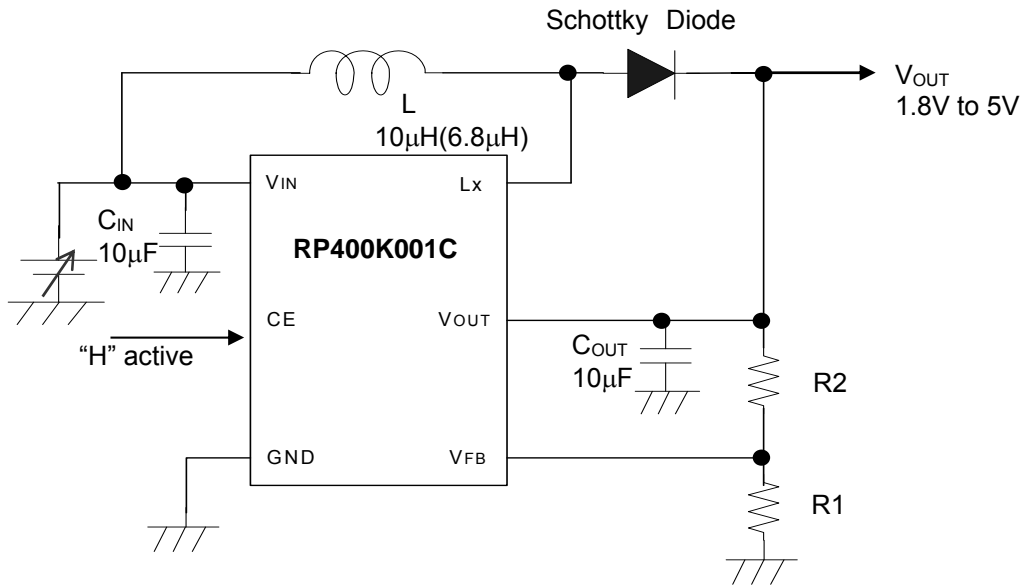 Schottky Diode
VOUT
1.8V to 5V
L
10μH(6.8μH)
VIN
LX
CIN
10μF
RP400K001C
CE
VOUT
“H” active
COUT
10μF
R2
GND
VFB
R1